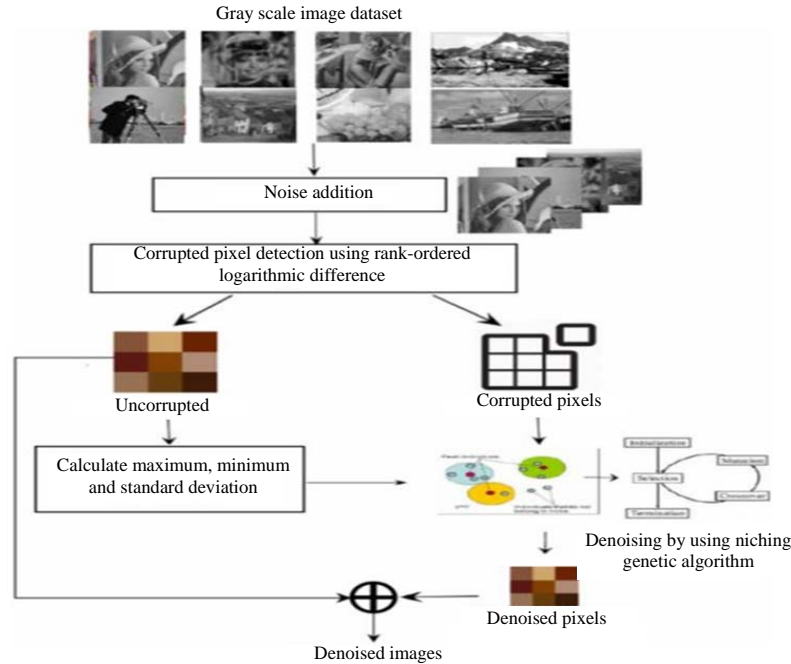 Gray scale image dataset
Noise addition
Corrupted pixel detection using rank-ordered
logarithmic difference
Uncorrupted
Corrupted pixels
Calculate maximum, minimum
and standard deviation
Initialization
Mutation
Selection
Crossover
Termination
Denoising by using niching
genetic algorithm
Denoised pixels
Denoised images